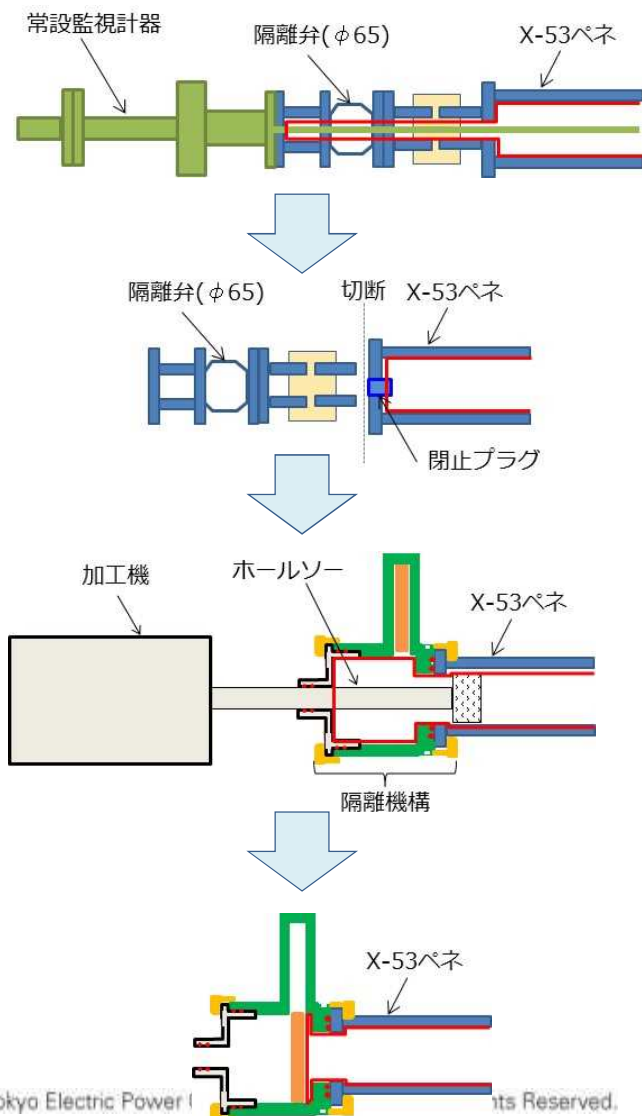 常設監視計器
隔離弁(φ65)
X-53ペネ
隔離弁(φ65)
切断
X-53ペネ
閉止プラグ
加工機
ホールソー
X-53ペネ
隔離機構
X-53ペネ
okyo Electric Power
nts Reserved.